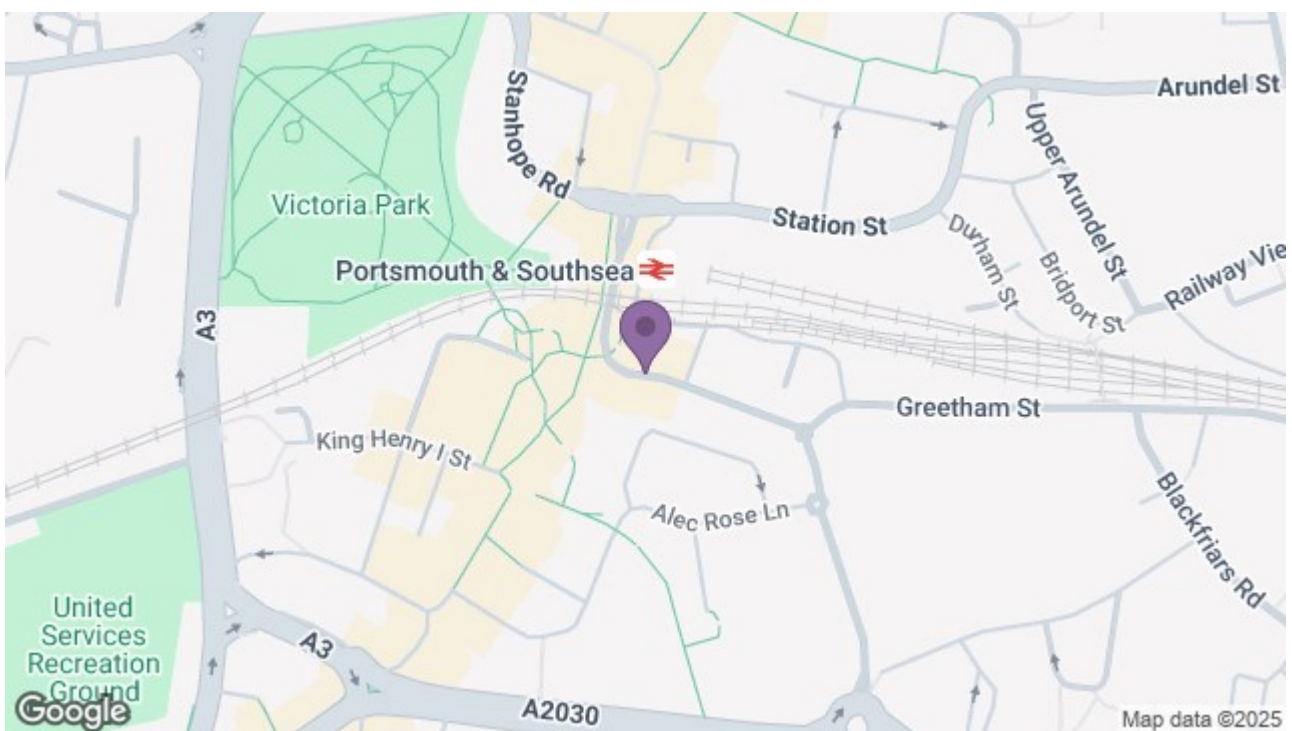 Arundel St
Stanhope Rd
Upper Arundel St
Victoria Park
Station St
Durham St
Bridport St
Railway Vie
Portsmouth & Southsea
A3
Greetham St
King Henry I St
Alec Rose Ln
Blackfriars Rd
United
Services
Recreation
Ground
A3
A2030
Google
Map data ©2025